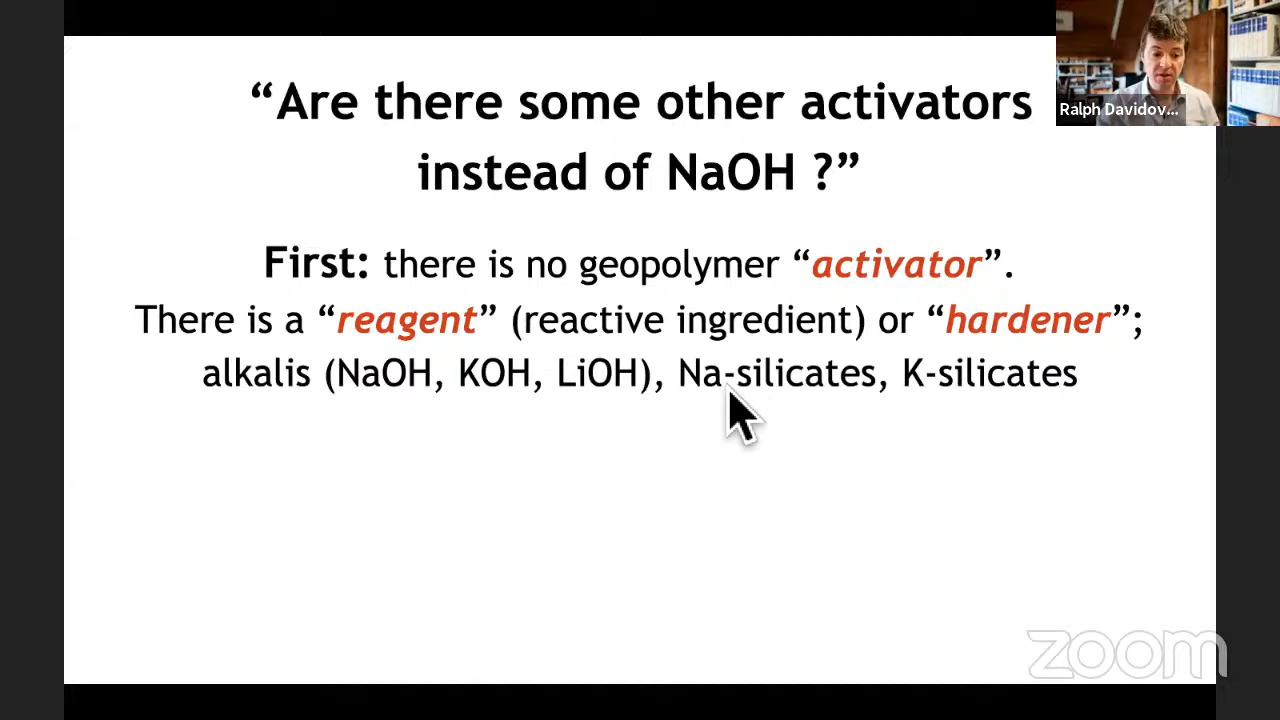 “Are there some other activators
instead of NaOH ?”
Ralph Davidov...
First: there is no geopolymer “activator”.
There is a “reagent” (reactive ingredient) or “hardener”;
alkalis (NaOH, KOH, LiOH), Na-silicates, K-silicates
zoom